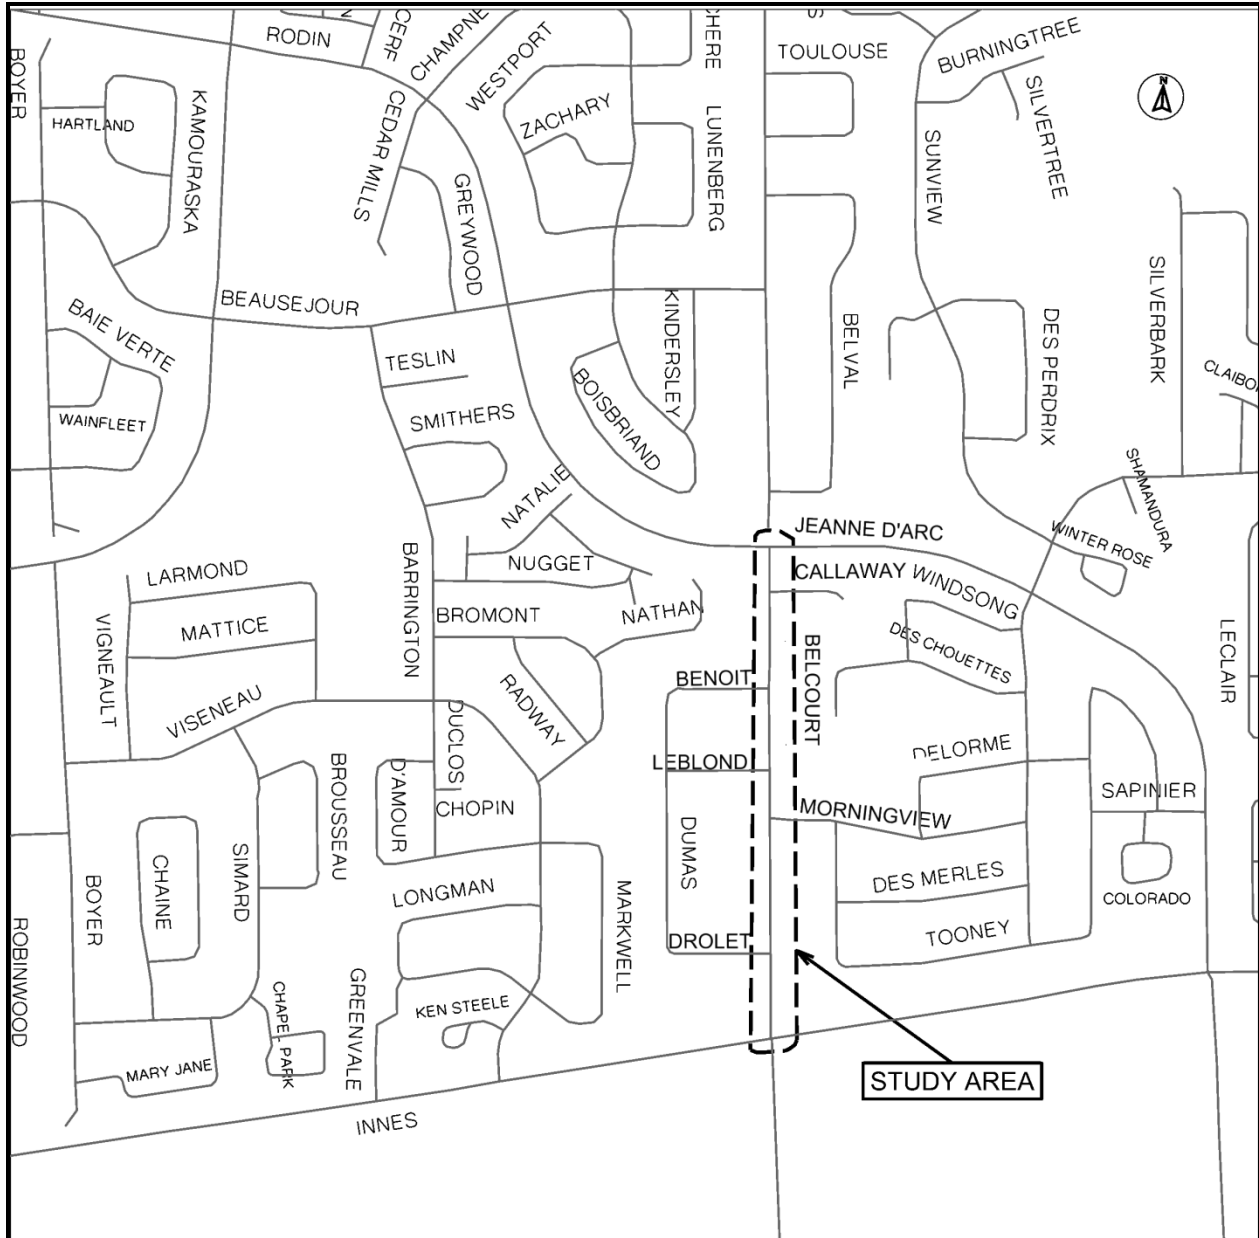 RODIN
CERF
CHAMPNE
WESTPORT
CHERE
TOULOUSE
BURNINGTREE
BOYER
HARTLAND
KAMOURASKA
CEDAR MILLS
ZACHARY
LUNENBERG
SUNVIEW
SILVERTREE
N
GREYWOOD
BEAUSEJOUR
BAIE VERTE
WAINFLEET
TESLIN
SMITHERS
KINDERSLEY
BOISBRIAND
BELVAL
DES PERDRIX
SILVERBARK
CLAIBO
NATALIE
SHAMANDURA
JEANNE D'ARC
WINTER ROSE
LARMOND
MATTICE
VIGNEAULT
BARRINGTON
NUGGET
BROMONT
NATHAN
CALLAWAY
WINDSONG
DES CHOUETTES
BELCOURT
LECLAIR
VISENEAU
DUCLOS
RADWAY
BENOIT
LEBLOND
DELORME
BROUSSEAU
D'AMOUR
CHOPIN
DUMAS
MORNINGVIEW
SAPINIER
CHAINE
SIMARD
BOYER
LONGMAN
MARKWELL
DES MERLES
COLORADO
ROBINWOOD
DROLET
TOONEY
CHAPEL PARK
GREENVALE
KEN STEELE
MARY JANE
INNES
STUDY AREA